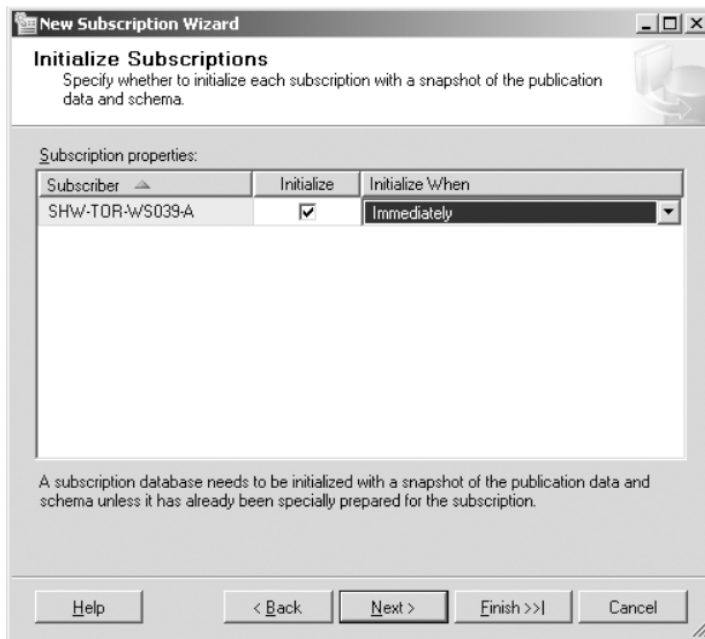 New Subscription Wizard
Initialize Subscriptions
Specify whether to initialize each subscription with a snapshot of the publication
data and schema.
Subscription properties:
Subscriber Initialize Initialize When
SHW-TOR-WS039-A Immediately
A subscription database needs to be initialized with a snapshot of the publication data and
schema unless it has already been specially prepared for the subscription.
Help < Back Next > Finish >>| Cancel